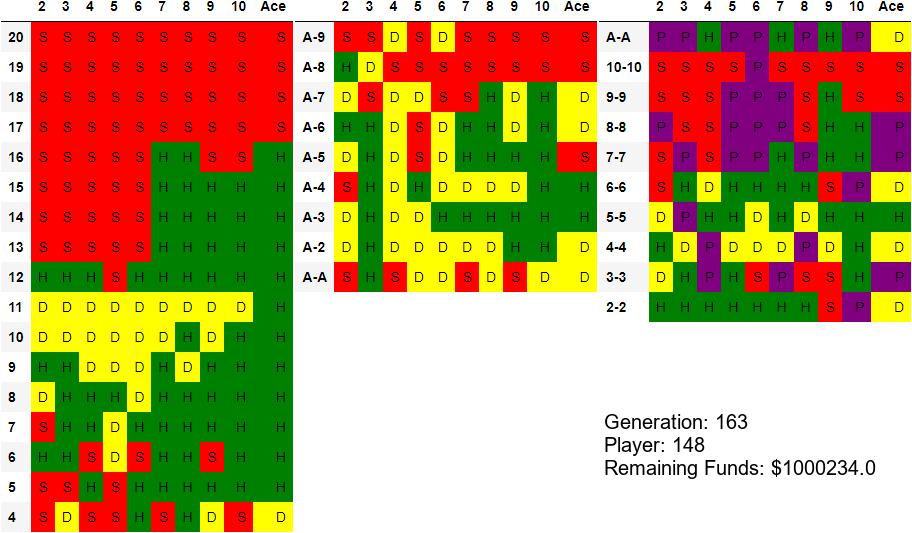 2 3 4 5 6 7 8 9 10 Ace 2 3 4 5 6 7 8 9 10 Ace 2 3 4 5 6 7 8 9 10 Ace
20 S S S S S S S S S S A-9 S S D S D S S S S S A-A P P H P P H P H P D
19 S S S S S S S S S S A-8 H D S S S S S S S S 10-10 S S S S P S S S S S
18 S S S S S S S S S S A-7 D S D D S S H D H D 9-9 S S S P P P S H S S
17 S S S S S S S S S S A-6 H H D S D H H D H D 8-8 P S S P P P S H H P
16 S S S S S H H S S H A-5 D H D S D H H H H S 7-7 S P S P P H P H H P
15 S S S S S H H H H H A-4 S H D H D D D D H H 6-6 S H D H H H H S P D
14 S S S S S H H H H H A-3 D H D D H H H H H H 5-5 D P H H D H D H H H
13 S S S S S H H H H H A-2 D H D D D D D H H D 4-4 H D P D D D P D H D
12 H H H S H H H H H H A-A S H S D D S D S D D 3-3 D H P H S P S S H P
11 D D D D D D D D D H 2-2 H H H H H H H S P D
10 D D D D D D H D H H
9 H H D D D H D H H H
8 D H H H D H H H H H
7 S H H D H H H H H H
6 H H S D S H H S H H
5 S S H S H H H H H H
4 S D S S H S H D S D
Generation: 163
Player: 148
Remaining Funds: $1000234.0